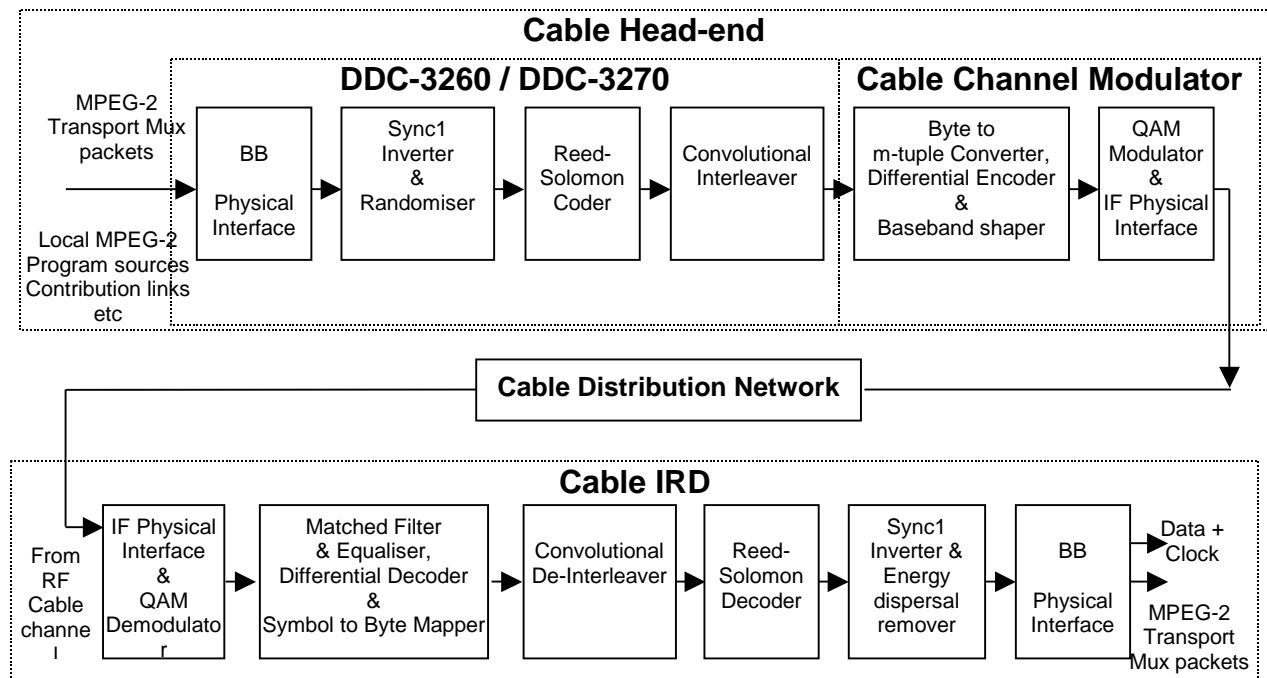 Cable Head-end
DDC-3260 / DDC-3270
Cable Channel Modulator
MPEG-2
Transport Mux
packets
Local MPEG-2
Program sources
Contribution links
etc
BB
Physical
Interface
Sync1
Inverter
&
Randomiser
Reed-
Solomon
Coder
Convolutional
Interleaver
Byte to
m-tuple Converter,
Differential Encoder
&
Baseband shaper
QAM
Modulator
&
IF Physical
Interface
Cable Distribution Network
Cable IRD
From
RF
Cable
channe
l
IF Physical
Interface
&
QAM
Demodulato
r
Matched Filter
& Equaliser,
Differential Decoder
&
Symbol to Byte Mapper
Convolutional
De-Interleaver
Reed-
Solomon
Decoder
Sync1
Inverter &
Energy
dispersal
remover
BB
Physical
Interface
Data +
Clock
MPEG-2
Transport
Mux packets